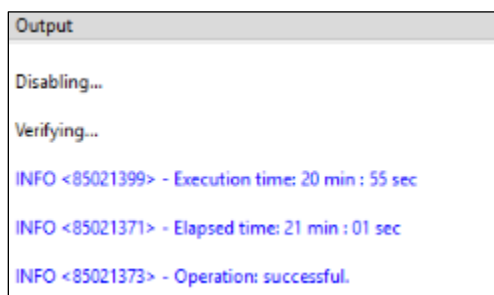 Output
Disabling...
Verifying...
INFO <85021399> - Execution time: 20 min : 55 sec
INFO <85021371> - Elapsed time: 21 min : 01 sec
INFO <85021373> - Operation: successful.